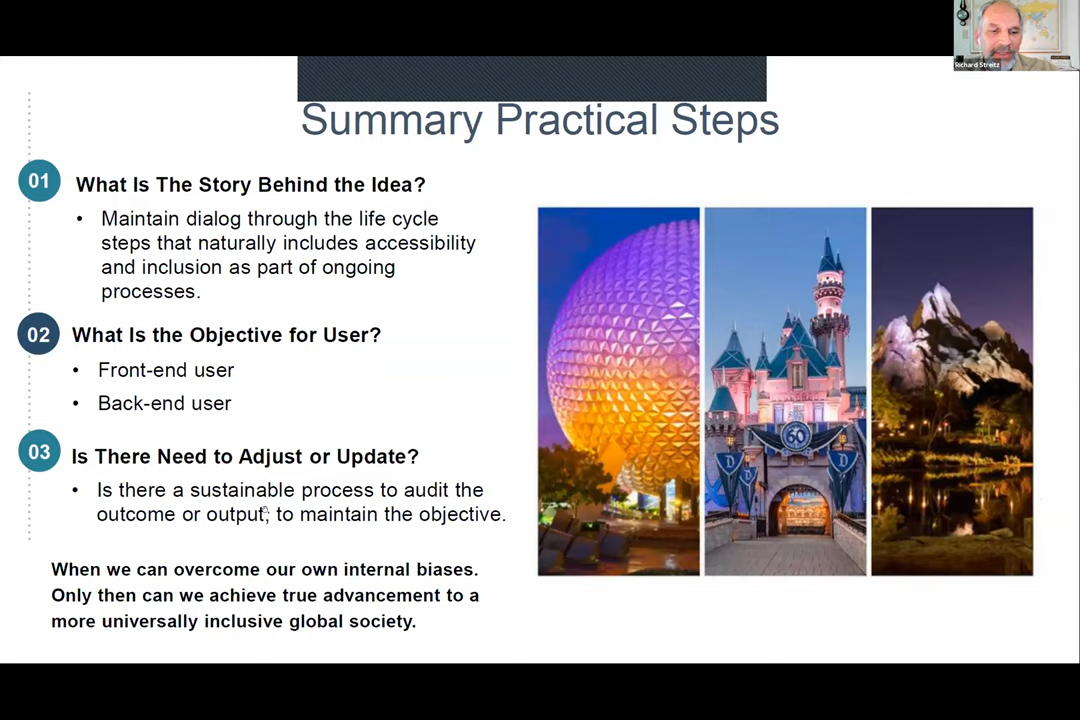 Richard Streitz
Summary Practical Steps
01
What Is The Story Behind the Idea?
• Maintain dialog through the life cycle
steps that naturally includes accessibility
and inclusion as part of ongoing
processes.
02
What Is the Objective for User?
• Front-end user
• Back-end user
03
Is There Need to Adjust or Update?
• Is there a sustainable process to audit the
outcome or output, to maintain the objective.
When we can overcome our own internal biases.
Only then can we achieve true advancement to a
more universally inclusive global society.
60
D
D